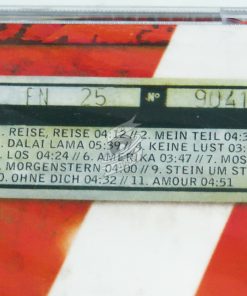 EN 25 Nº 904
1. REISE, REISE 04:12 // 2. MEIN TEIL 04:3
. DALAI LAMA 05:39 // 4. KEINE LUST 03:
. LOS 04:24 // 6. AMERIKA 03:47 // 7. MOS
. MORGENSTERN 04:00 // 9. STEIN UM ST
0. OHNE DICH 04:32 // 11. AMOUR 04:51